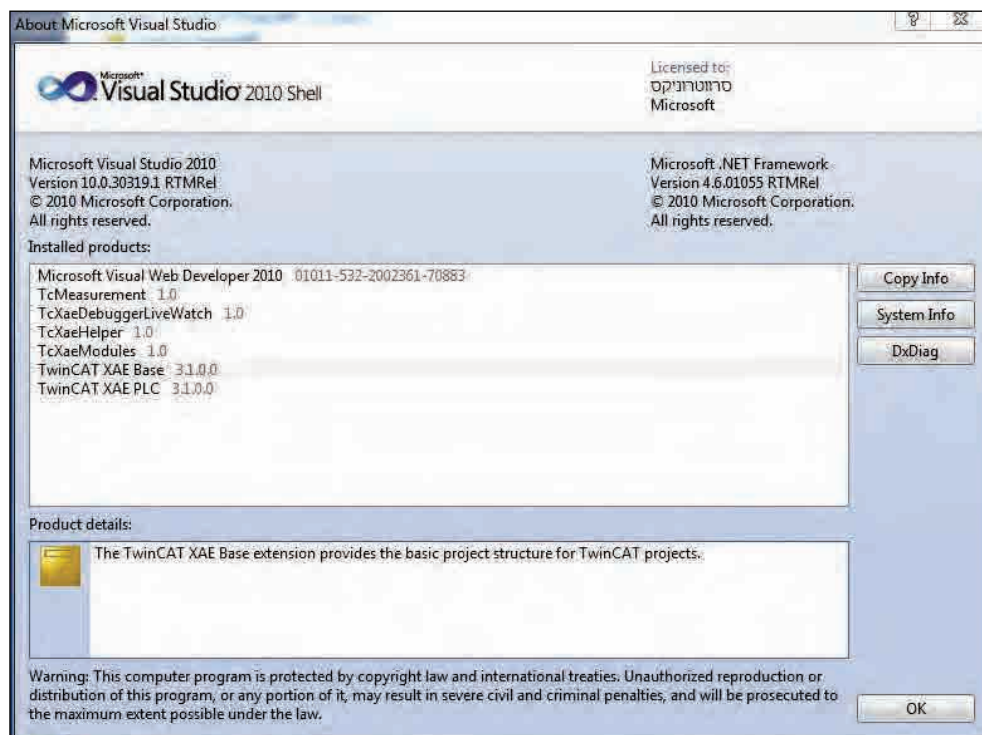 About Microsoft Visual Studio
Microsoft
Visual Studio 2010 Shell
Licensed to:
סרווטרוניקס
Microsoft
Microsoft Visual Studio 2010
Version 10.0.30319.1 RTMRel
© 2010 Microsoft Corporation.
All rights reserved.
Microsoft .NET Framework
Version 4.6.01055 RTMRel
© 2010 Microsoft Corporation.
All rights reserved.
Installed products:
Microsoft Visual Web Developer 2010 01011-532-2002361-70883
TcMeasurement 1.0
TcXaeDebuggerLiveWatch 1.0
TcXaeHelper 1.0
TcXaeModules 1.0
TwinCAT XAE Base 3.1.0.0
TwinCAT XAE PLC 3.1.0.0
Copy Info
System Info
DxDiag
Product details:
The TwinCAT XAE Base extension provides the basic project structure for TwinCAT projects.
Warning: This computer program is protected by copyright law and international treaties. Unauthorized reproduction or
distribution of this program, or any portion of it, may result in severe civil and criminal penalties, and will be prosecuted to
the maximum extent possible under the law.
OK